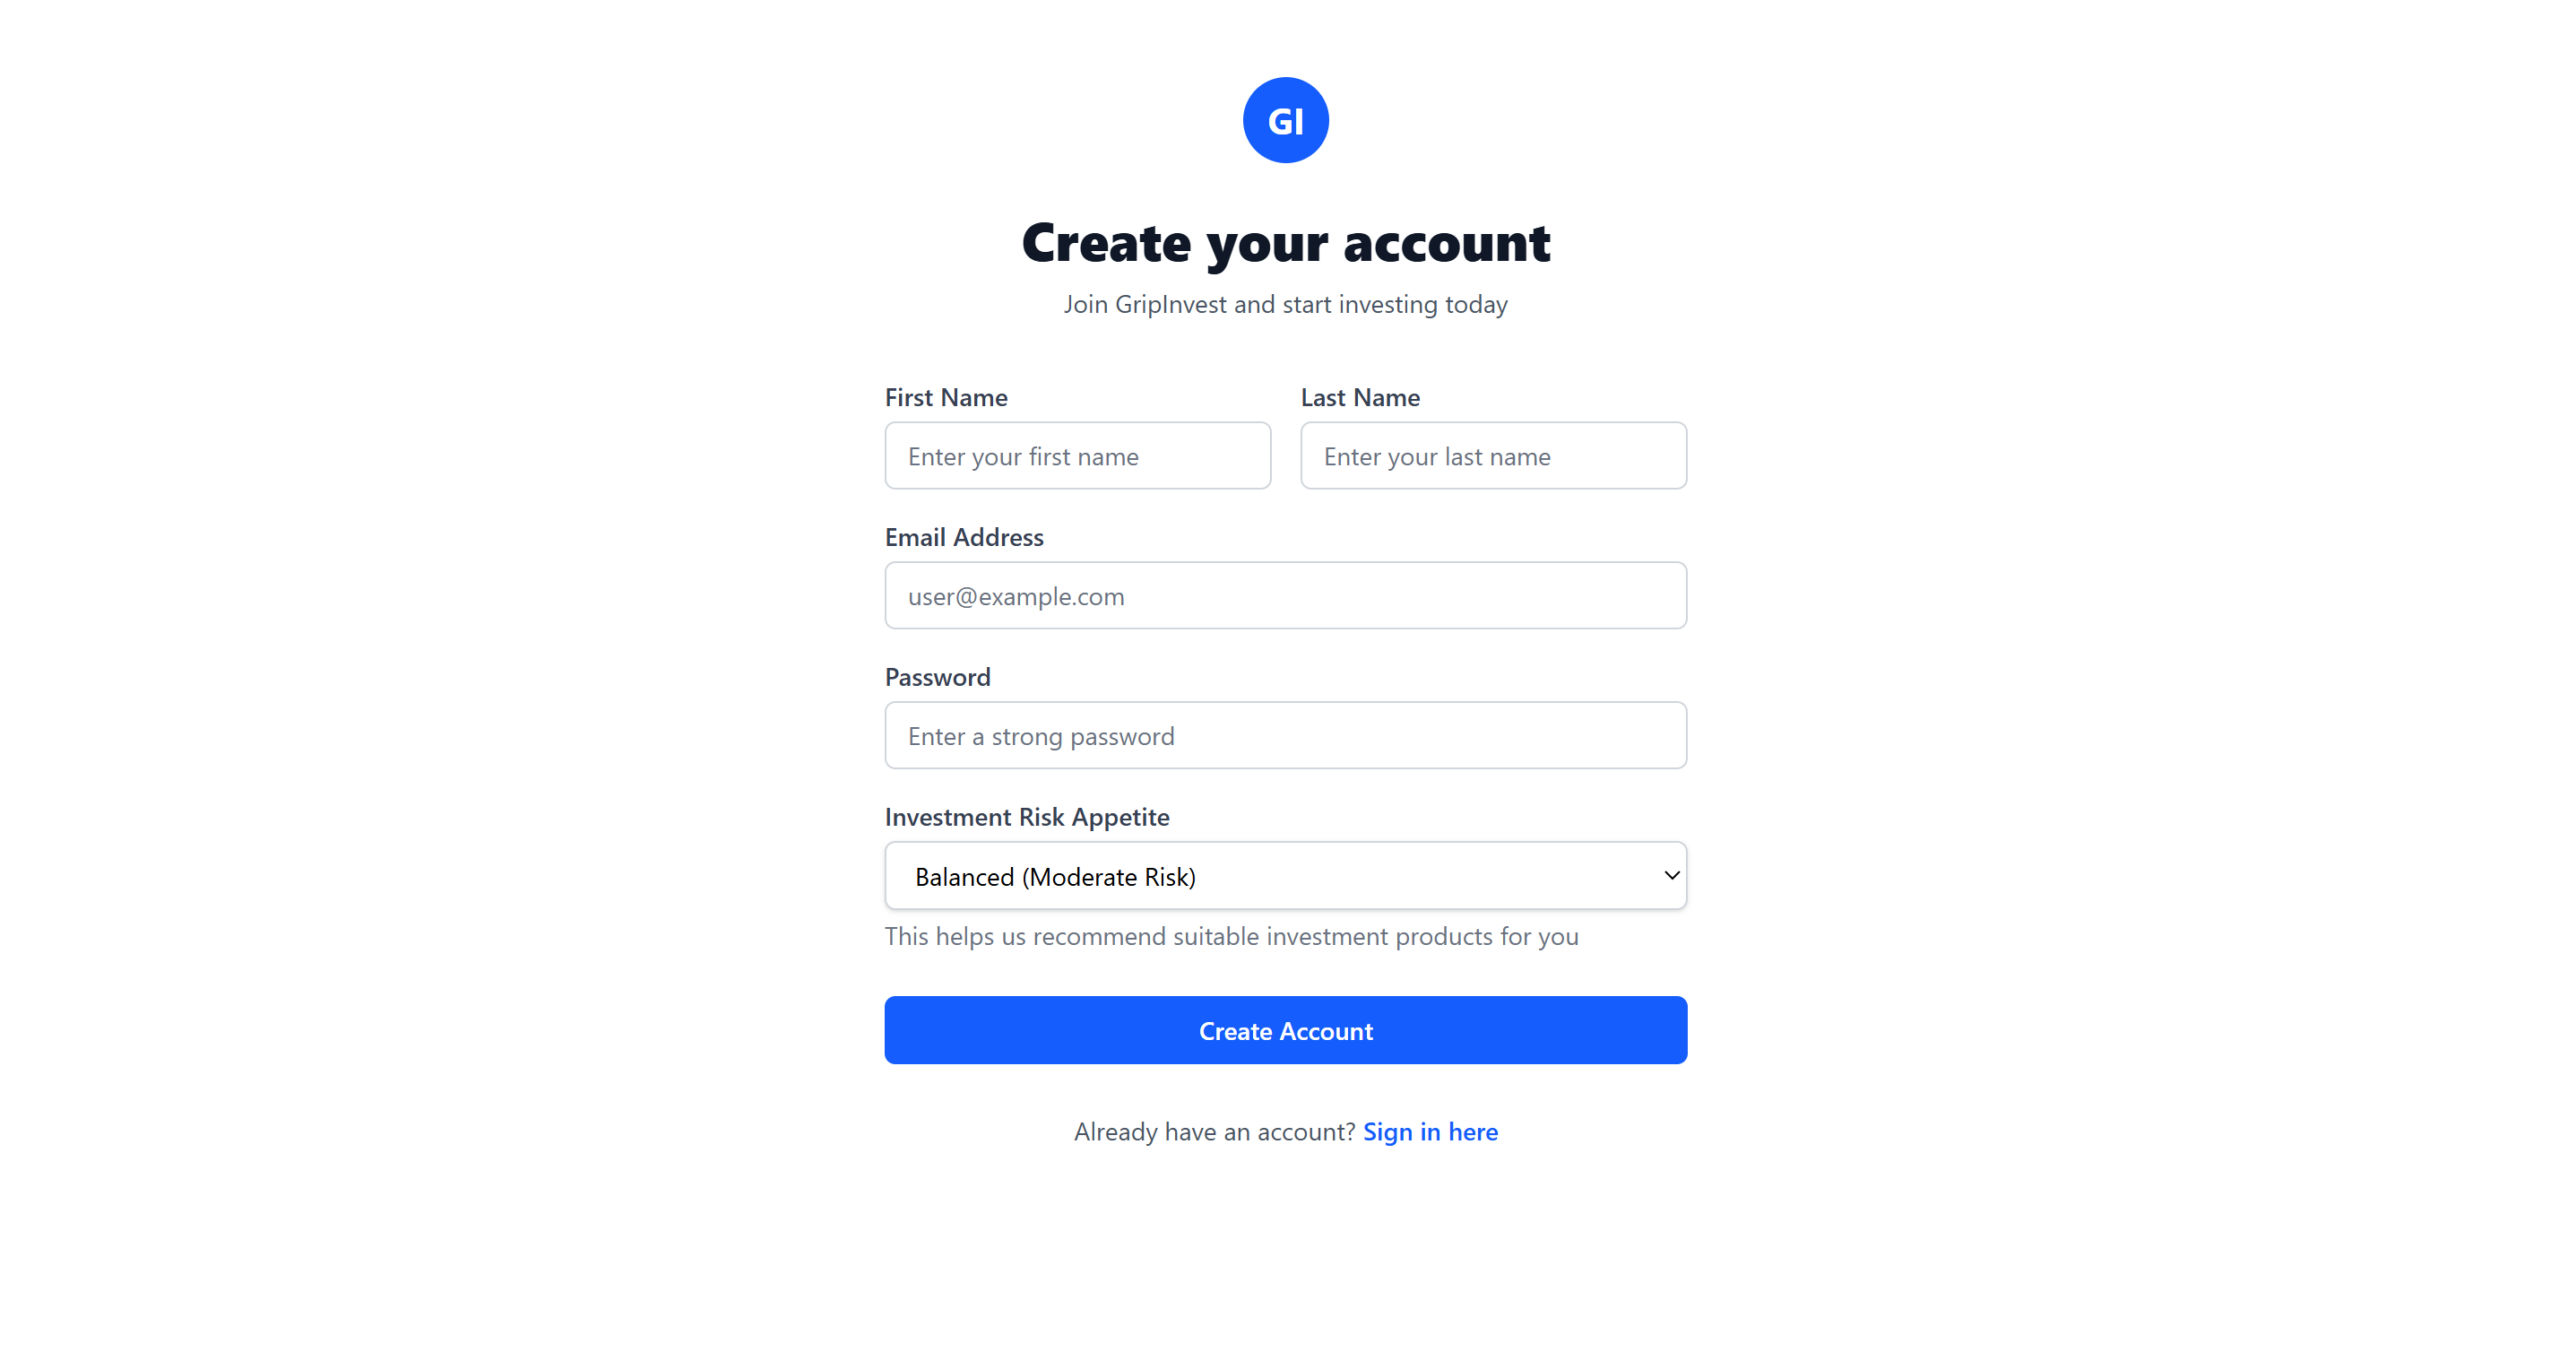 GI
Create your account
Join GripInvest and start investing today
First Name
Last Name
Enter your first name
Enter your last name
Email Address
user@example.com
Password
Enter a strong password
Investment Risk Appetite
Balanced (Moderate Risk)
This helps us recommend suitable investment products for you
Create Account
Already have an account? Sign in here